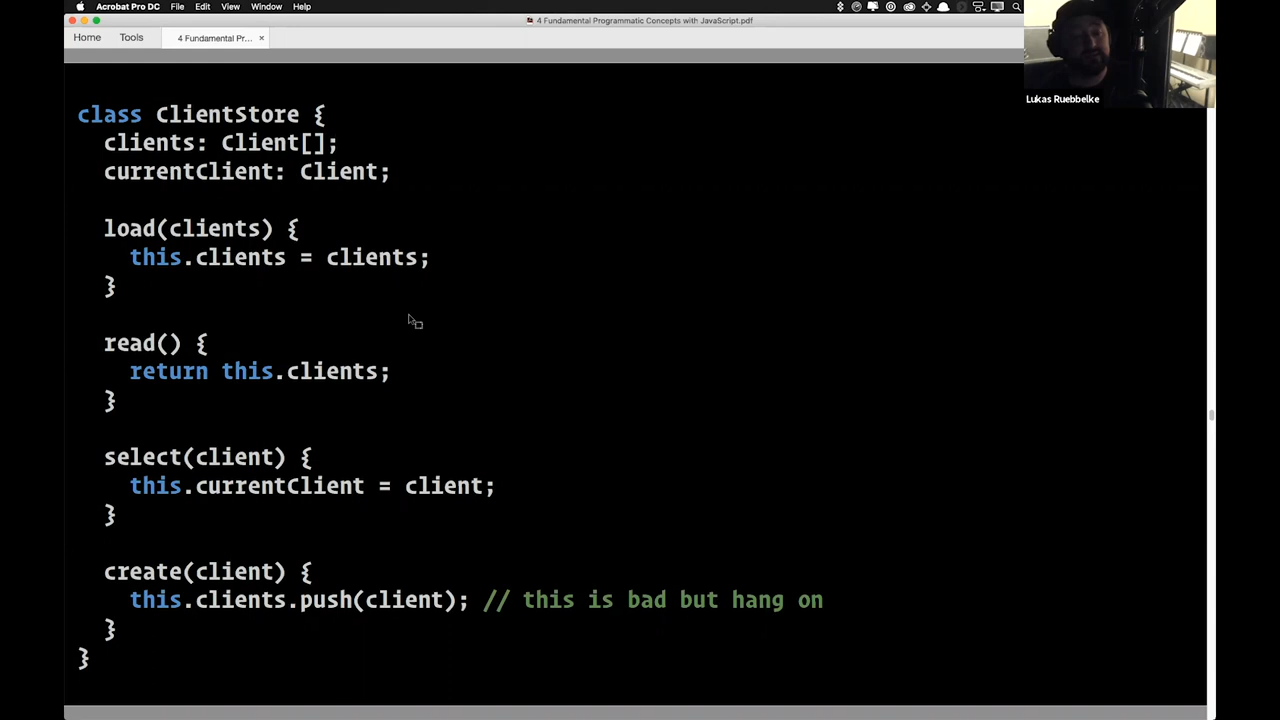 Acrobat Pro DC File Edit View Window Help
4 Fundamental Programmatic Concepts with JavaScript.pdf
Home Tools 4 Fundamental Pr... ×
Lukas Ruebbelke
class ClientStore {
clients: Client[];
currentClient: Client;
load(clients) {
this.clients = clients;
}
read() {
return this.clients;
}
select(client) {
this.currentClient = client;
}
create(client) {
this.clients.push(client); // this is bad but hang on
}
}